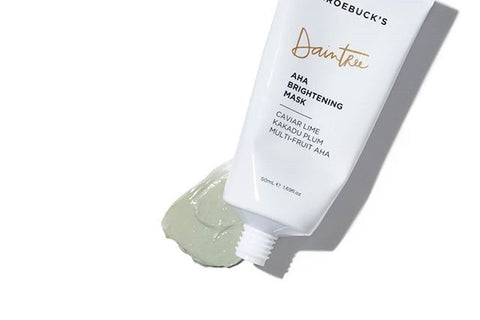 ROEBUCK'S
Daintree
AHA
BRIGHTENING
MASK
CAVIAR LIME
KAKADU PLUM
MULTI-FRUIT AHA
50mL ℮ 1.69fl.oz